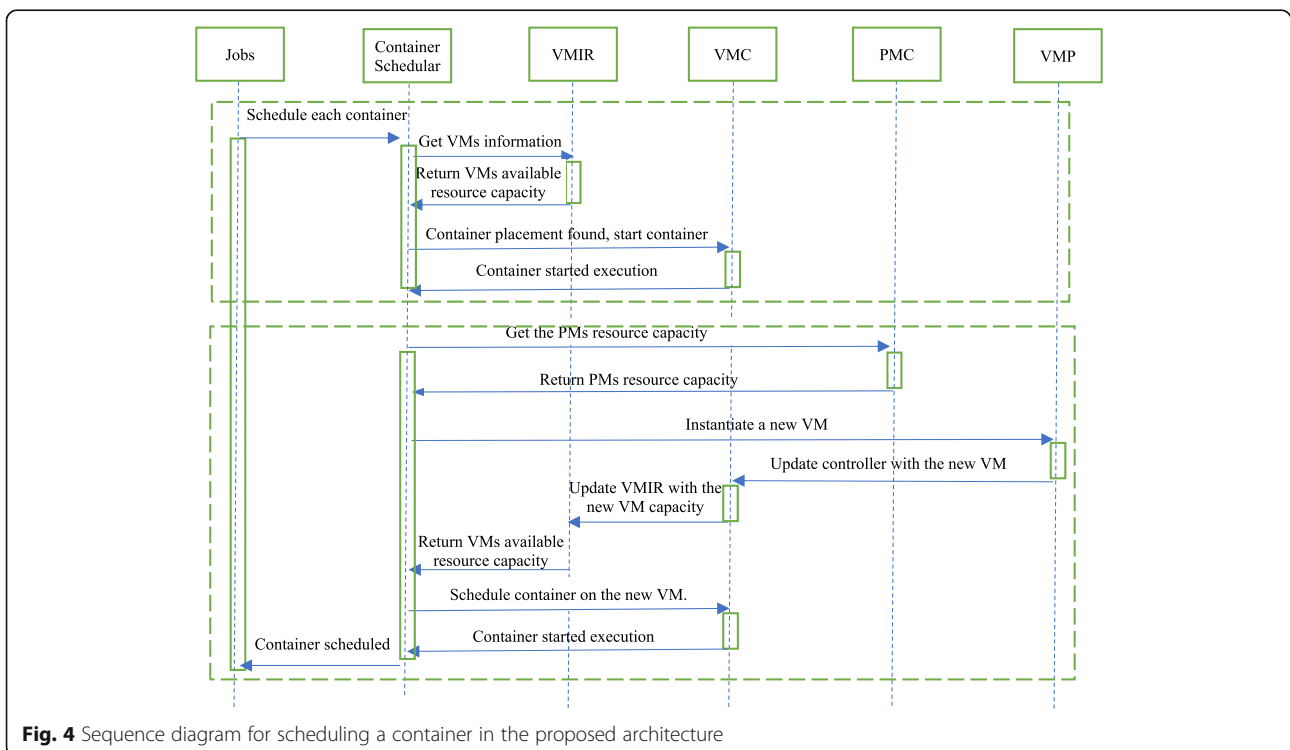 Jobs
Container
Schedular
VMIR
VMC
PMC
VMP
Schedule each container
Get VMs information
Return VMs available
resource capacity
Container placement found, start container
Container started execution
Get the PMs resource capacity
Return PMs resource capacity
Instantiate a new VM
Update controller with the new VM
Update VMIR with the
new VM capacity
Return VMs available
resource capacity
Schedule container on the new VM.
Container started execution
Container scheduled
Fig. 4 Sequence diagram for scheduling a container in the proposed architecture